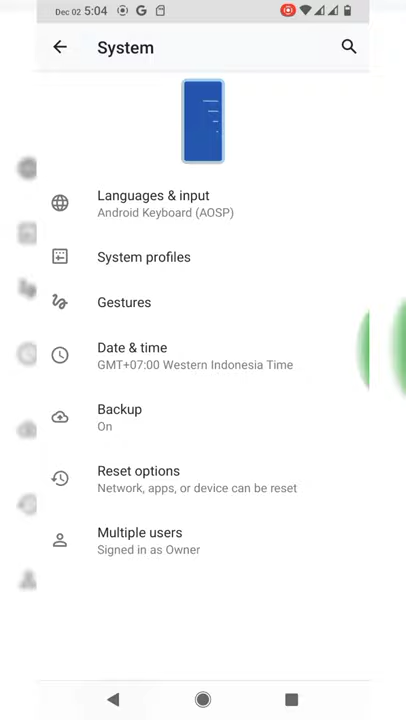 Dec 02 5:04
System
Languages & input
Android Keyboard (AOSP)
System profiles
Gestures
Date & time
GMT+07:00 Western Indonesia Time
Backup
On
Reset options
Network, apps, or device can be reset
Multiple users
Signed in as Owner